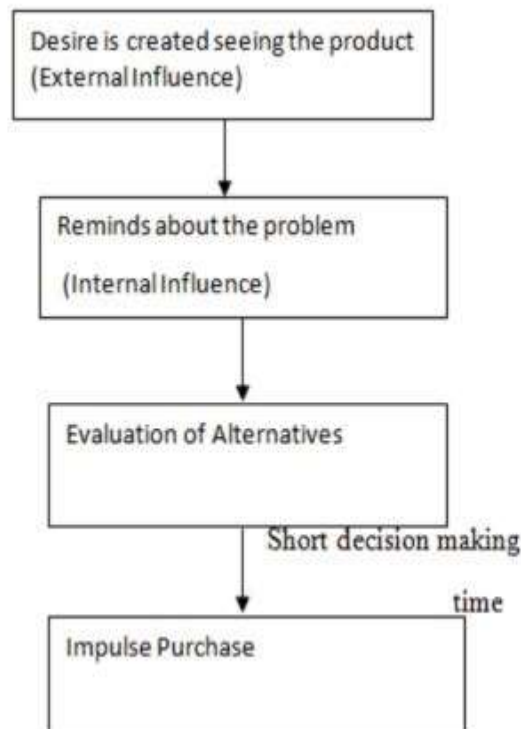 Desire is created seeing the product
(External Influence)
Reminds about the problem
(Internal Influence)
Evaluation of Alternatives
Short decision making
time
Impulse Purchase